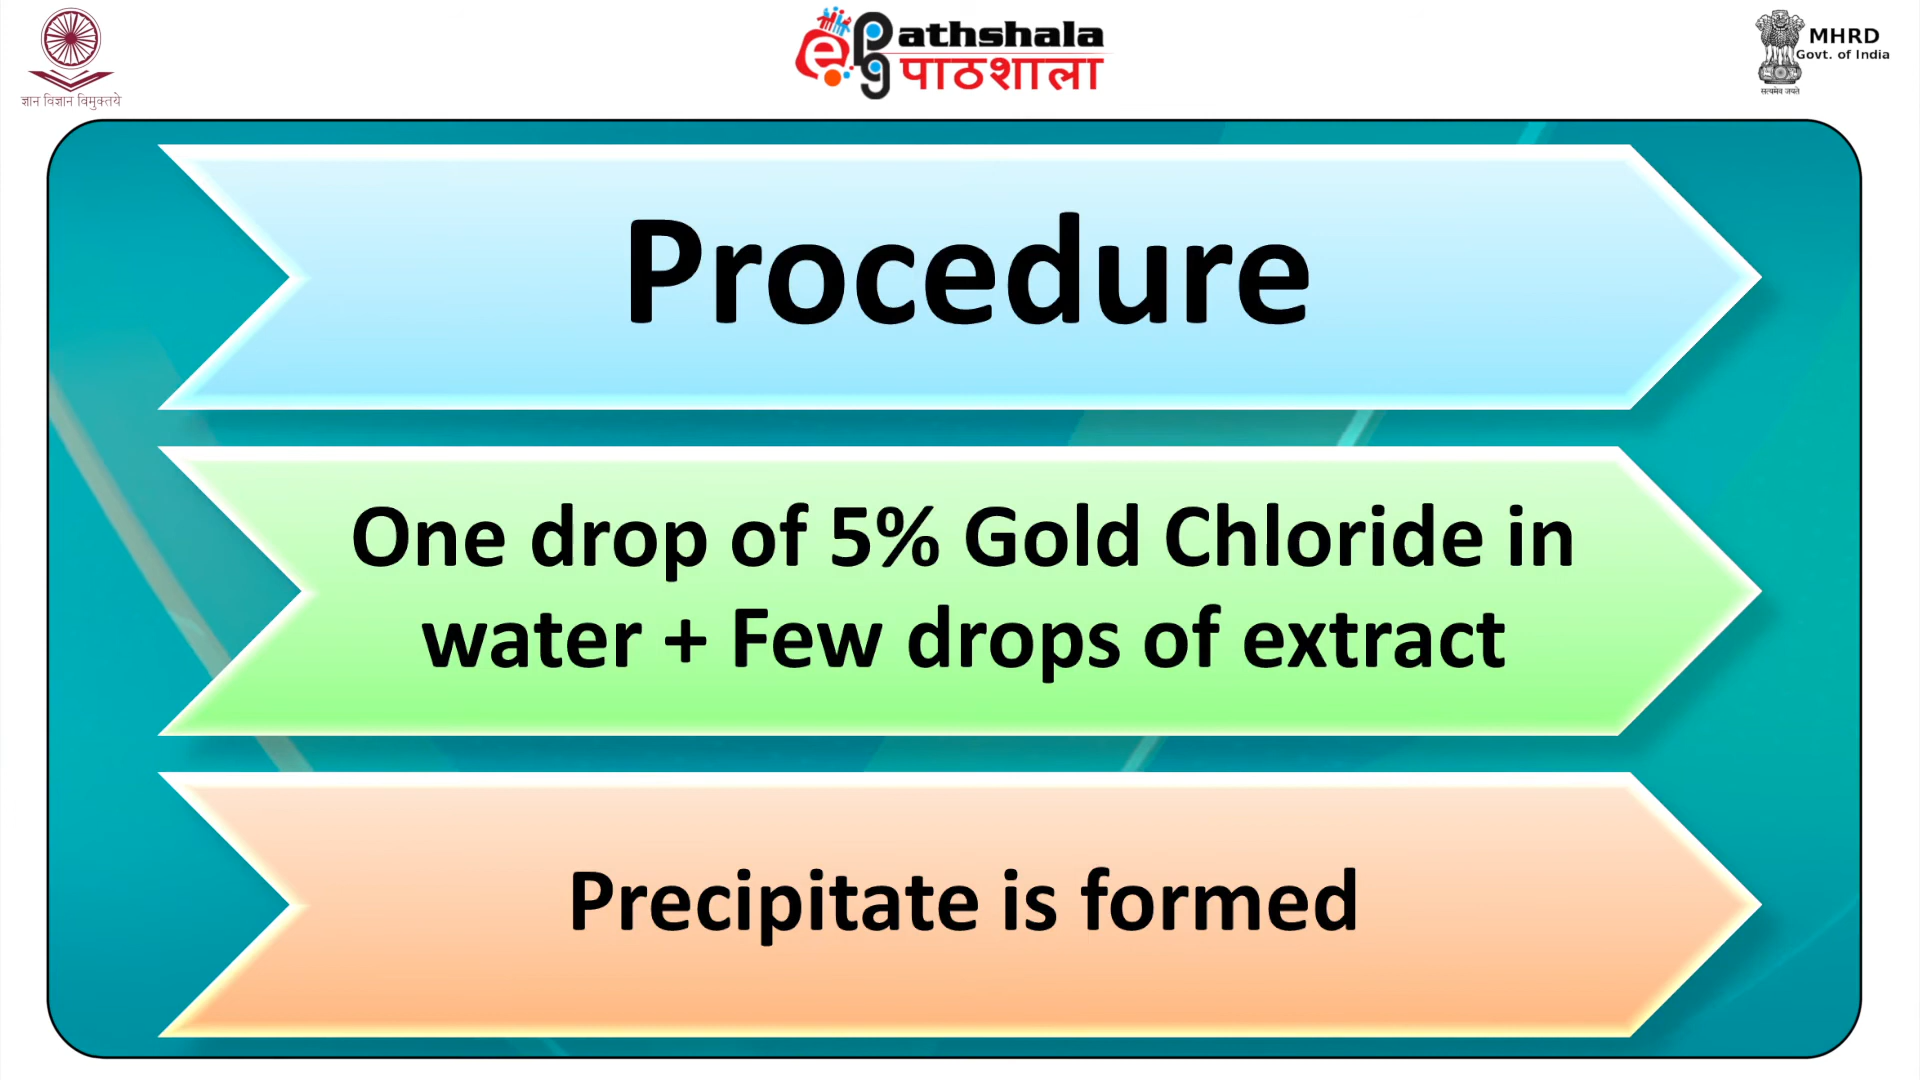 ज्ञान विज्ञान विमुक्तये
ePG Pathshala
पाठशाला
MHRD
Govt. of India
सत्यमेव जयते
Procedure
One drop of 5% Gold Chloride in
water + Few drops of extract
Precipitate is formed